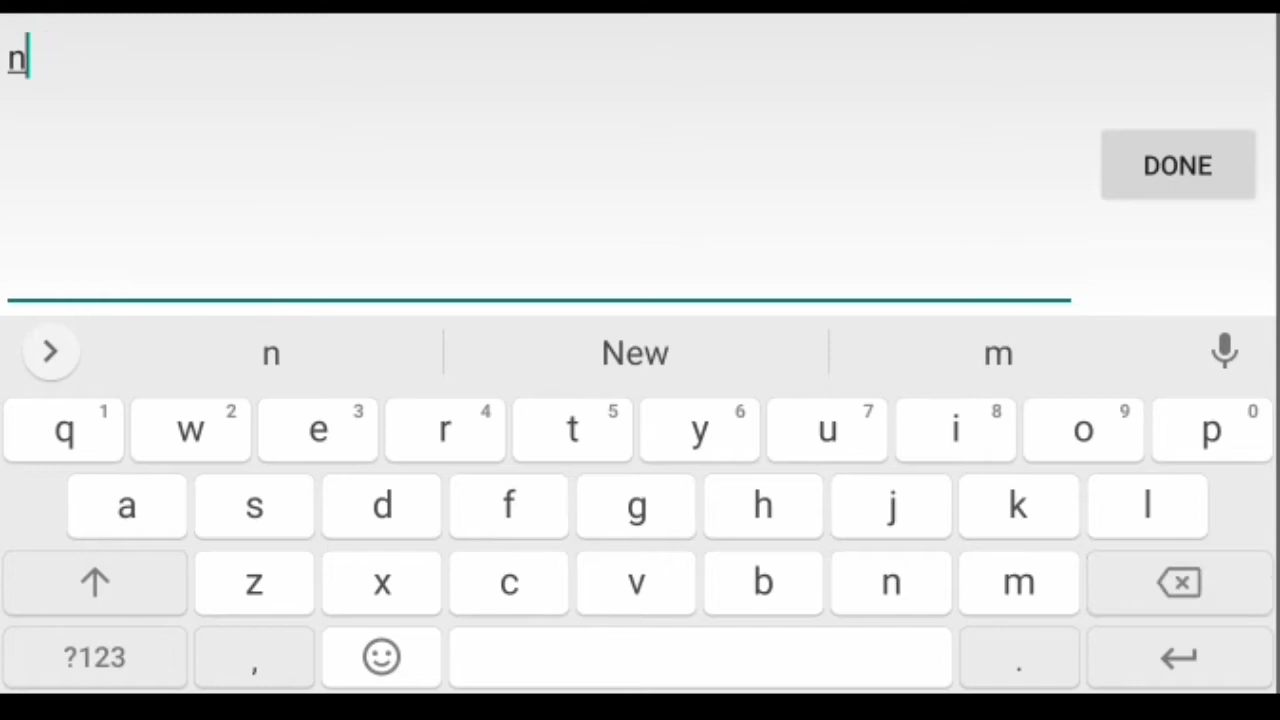 n
DONE
n New m
q 1 w 2 e 3 r 4 t 5 y 6 u 7 i 8 o 9 p 0
a s d f g h j k l
z x c v b n m
?123 , .